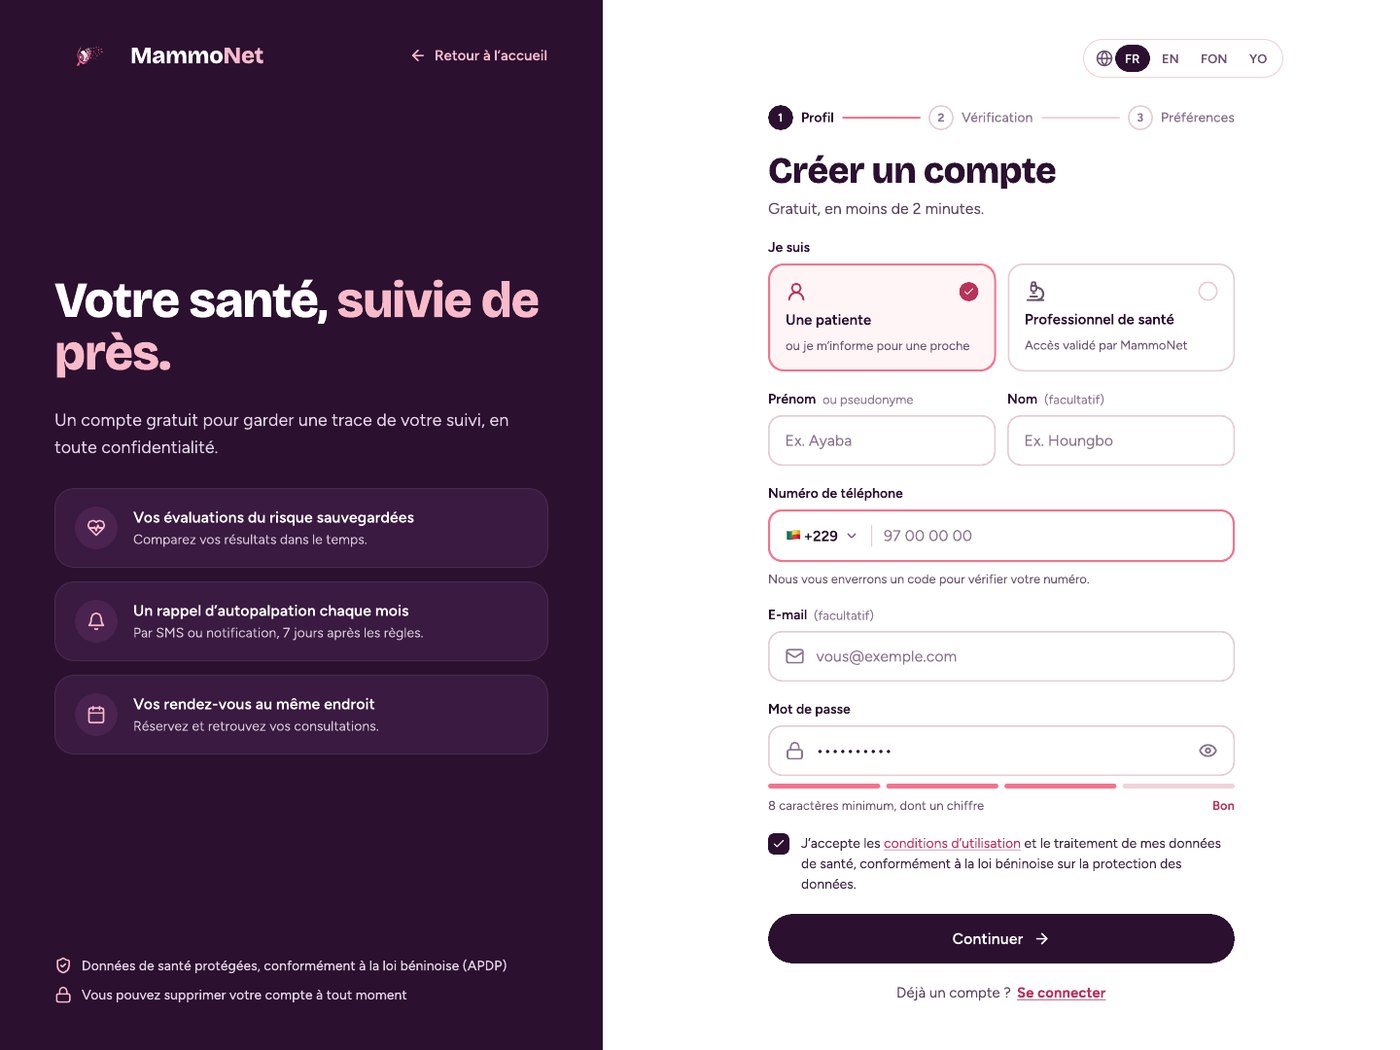 MammoNet
← Retour à l’accueil
Votre santé, suivie de
près.
Un compte gratuit pour garder une trace de votre suivi, en
toute confidentialité.
Vos évaluations du risque sauvegardées
Comparez vos résultats dans le temps.
Un rappel d’autopalpation chaque mois
Par SMS ou notification, 7 jours après les règles.
Vos rendez-vous au même endroit
Réservez et retrouvez vos consultations.
Données de santé protégées, conformément à la loi béninoise (APDP)
Vous pouvez supprimer votre compte à tout moment
FR EN FON YO
1 Profil 2 Vérification 3 Préférences
Créer un compte
Gratuit, en moins de 2 minutes.
Je suis
Une patiente
ou je m’informe pour une proche
Professionnel de santé
Accès validé par MammoNet
Prénom ou pseudonyme
Ex. Ayaba
Nom (facultatif)
Ex. Houngbo
Numéro de téléphone
+229 97 00 00 00
Nous vous enverrons un code pour vérifier votre numéro.
E-mail (facultatif)
vous@exemple.com
Mot de passe
••••••••••
8 caractères minimum, dont un chiffre Bon
J’accepte les conditions d’utilisation et le traitement de mes données
de santé, conformément à la loi béninoise sur la protection des
données.
Continuer →
Déjà un compte ? Se connecter